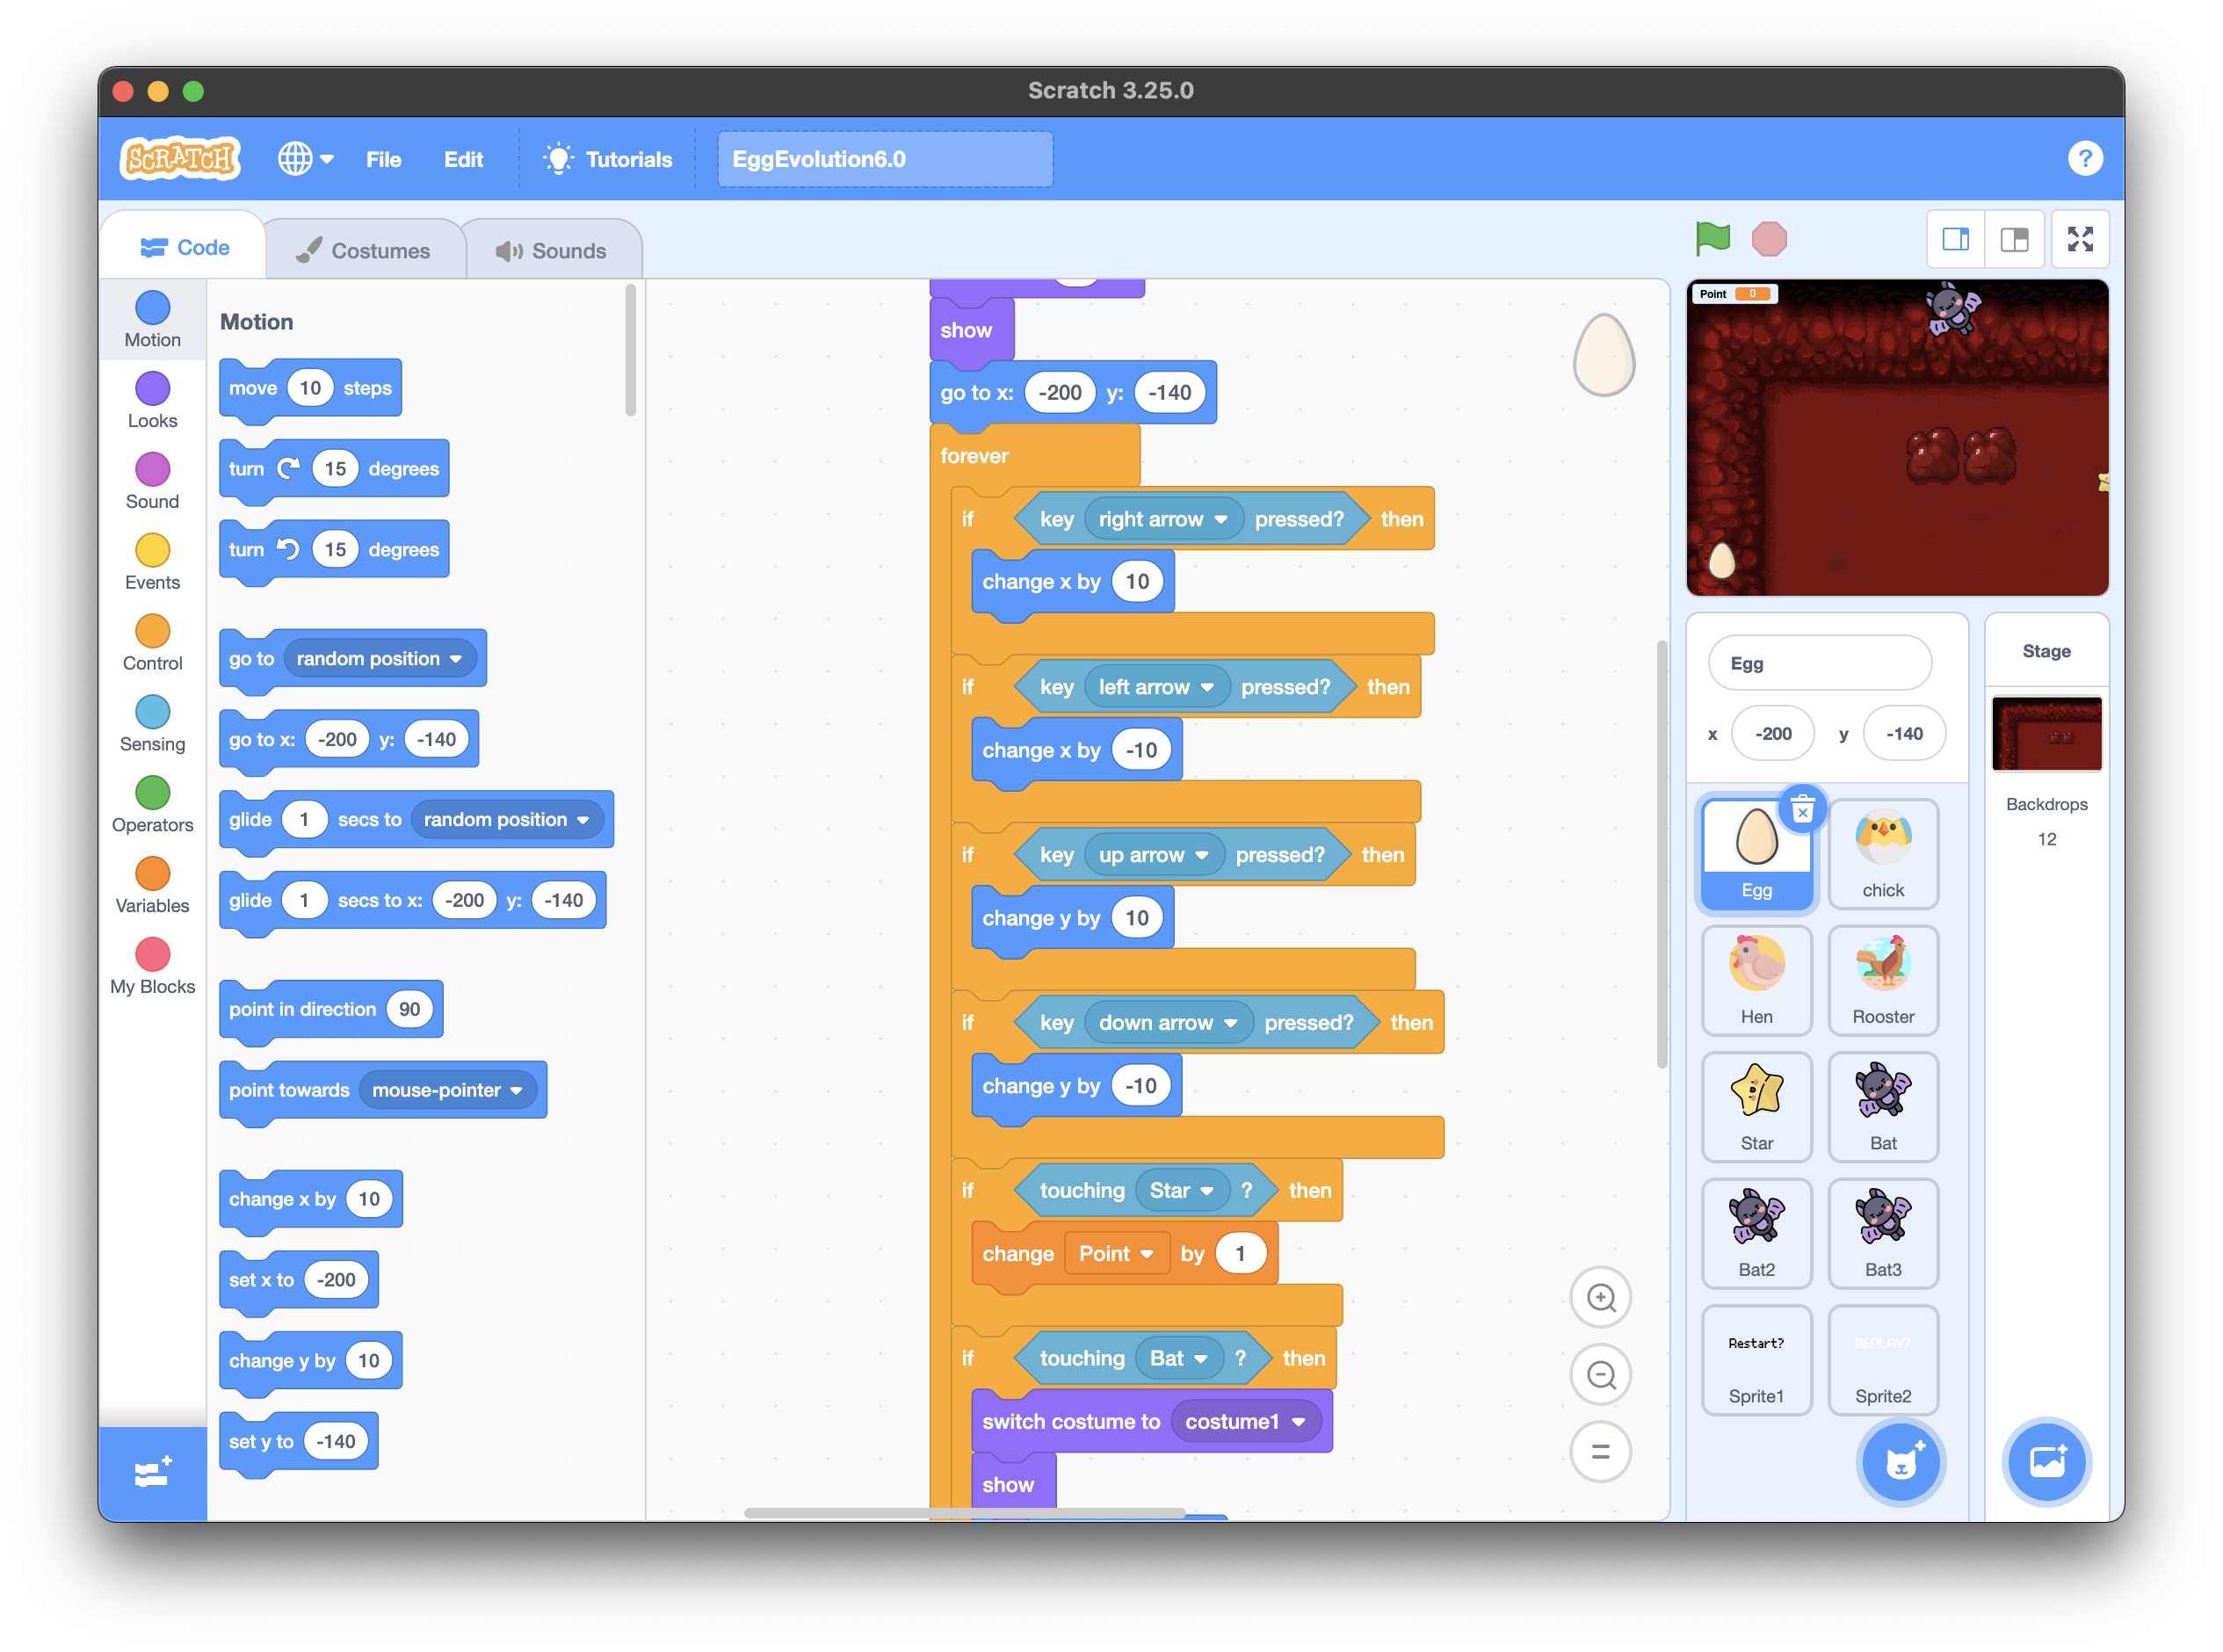 Scratch 3.25.0
SCRATCH File Edit Tutorials EggEvolution6.0 ?
Code Costumes Sounds
Motion
Looks
Sound
Events
Control
Sensing
Operators
Variables
My Blocks
Motion
move 10 steps
turn 15 degrees
turn 15 degrees
go to random position
go to x: -200 y: -140
glide 1 secs to random position
glide 1 secs to x: -200 y: -140
point in direction 90
point towards mouse-pointer
change x by 10
set x to -200
change y by 10
set y to -140
show
go to x: -200 y: -140
forever
if key right arrow pressed? then
change x by 10
if key left arrow pressed? then
change x by -10
if key up arrow pressed? then
change y by 10
if key down arrow pressed? then
change y by -10
if touching Star ? then
change Point by 1
if touching Bat ? then
switch costume to costume1
show
Point 0
Egg
x -200 y -140
Egg chick
Hen Rooster
Star Bat
Bat2 Bat3
Restart? REPLAY?
Sprite1 Sprite2
Stage
Backdrops
12